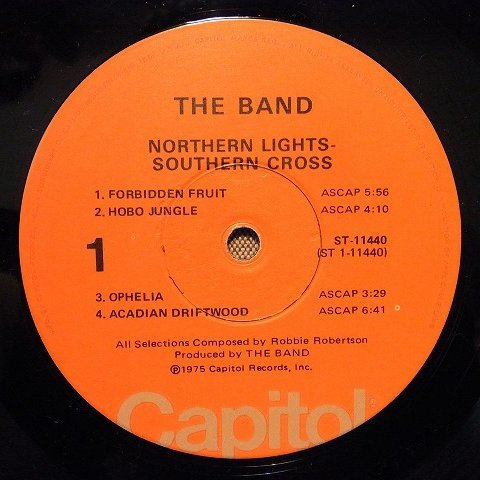 THE BAND
NORTHERN LIGHTS-
SOUTHERN CROSS
1. FORBIDDEN FRUIT ASCAP 5:56
2. HOBO JUNGLE ASCAP 4:10
1
ST-11440
(ST 1-11440)
3. OPHELIA ASCAP 3:29
4. ACADIAN DRIFTWOOD ASCAP 6:41
All Selections Composed by Robbie Robertson
Produced by THE BAND
Ⓟ1975 Capitol Records, Inc.
Capitol